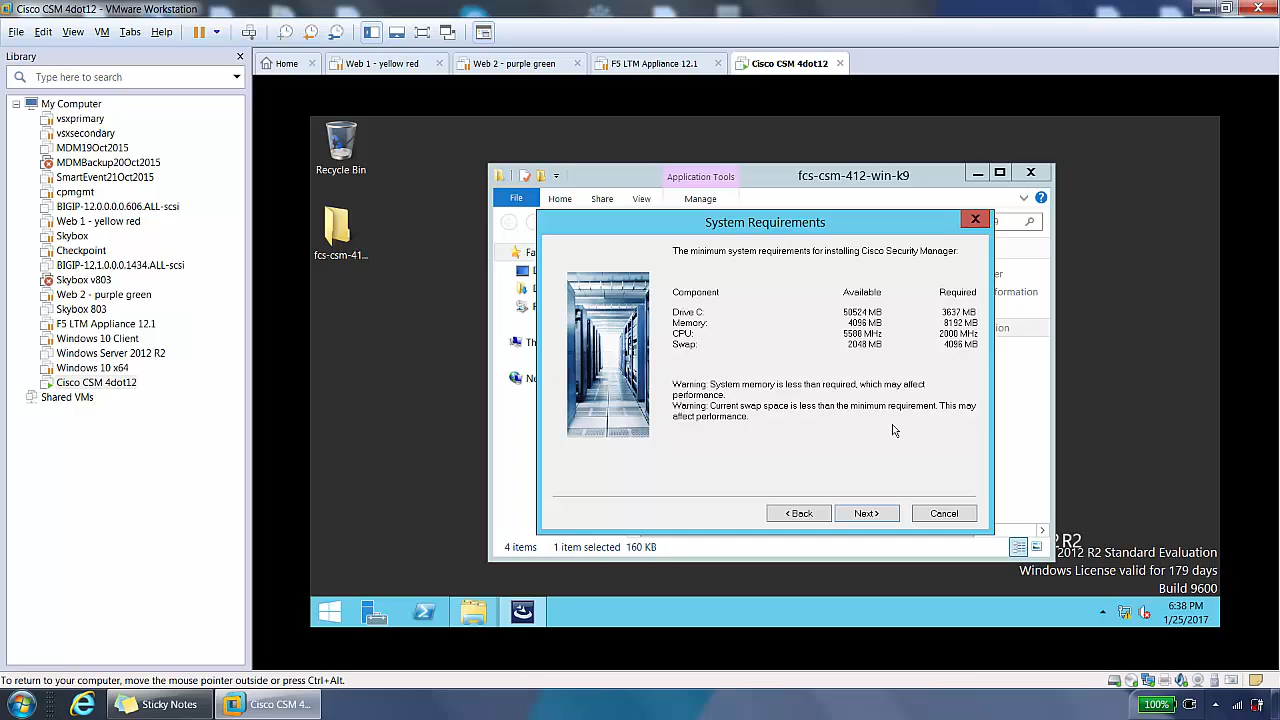 Cisco CSM 4dot12 - VMware Workstation
File Edit View VM Tabs Help
Library
Type here to search
My Computer
vsxprimary
vsxsecondary
MDM19Oct2015
MDMBackup20Oct2015
SmartEvent21Oct2015
cpmgmt
BIGIP-12.0.0.0.606.ALL-scsi
Web 1 - yellow red
Skybox
Checkpoint
BIGIP-12.1.0.0.1434.ALL-scsi
Skybox v803
Web 2 - purple green
Skybox 803
F5 LTM Appliance 12.1
Windows 10 Client
Windows Server 2012 R2
Windows 10 x64
Cisco CSM 4dot12
Shared VMs
Home Web 1 - yellow red Web 2 - purple green F5 LTM Appliance 12.1 Cisco CSM 4dot12
Recycle Bin
fcs-csm-41...
Application Tools fcs-csm-412-win-k9
File Home Share View Manage
System Requirements
The minimum system requirements for installing Cisco Security Manager.
Component Available Required
Drive C: 50524 MB 3637 MB
Memory: 4096 MB 8192 MB
CPU: 5580 MHz 2000 MHz
Swap: 2048 MB 4096 MB
Warning: System memory is less than required, which may affect
performance.
Warning: Current swap space is less than the minimum requirement. This may
affect performance.
< Back Next > Cancel
4 items 1 item selected 160 KB
2012 R2 Standard Evaluation
Windows License valid for 179 days
Build 9600
6:38 PM
1/25/2017
To return to your computer, move the mouse pointer outside or press Ctrl+Alt.
Sticky Notes Cisco CSM 4... 100%